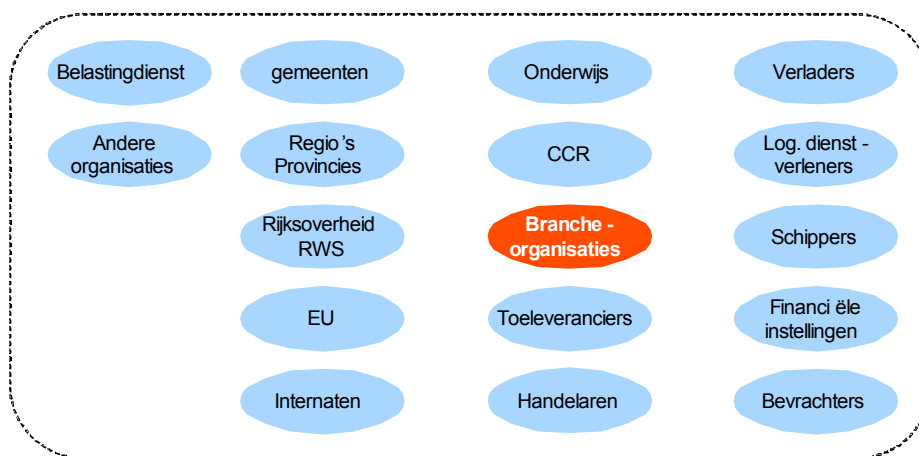 Belastingdienst
gemeenten
Onderwijs
Verladers
Andere
organisaties
Regio's
Provincies
CCR
Log. dienst -
verleners
Rijksoverheid
RWS
Branche -
organisaties
Schippers
EU
Toeleveranciers
Financi ële
instellingen
Internaten
Handelaren
Bevrachters